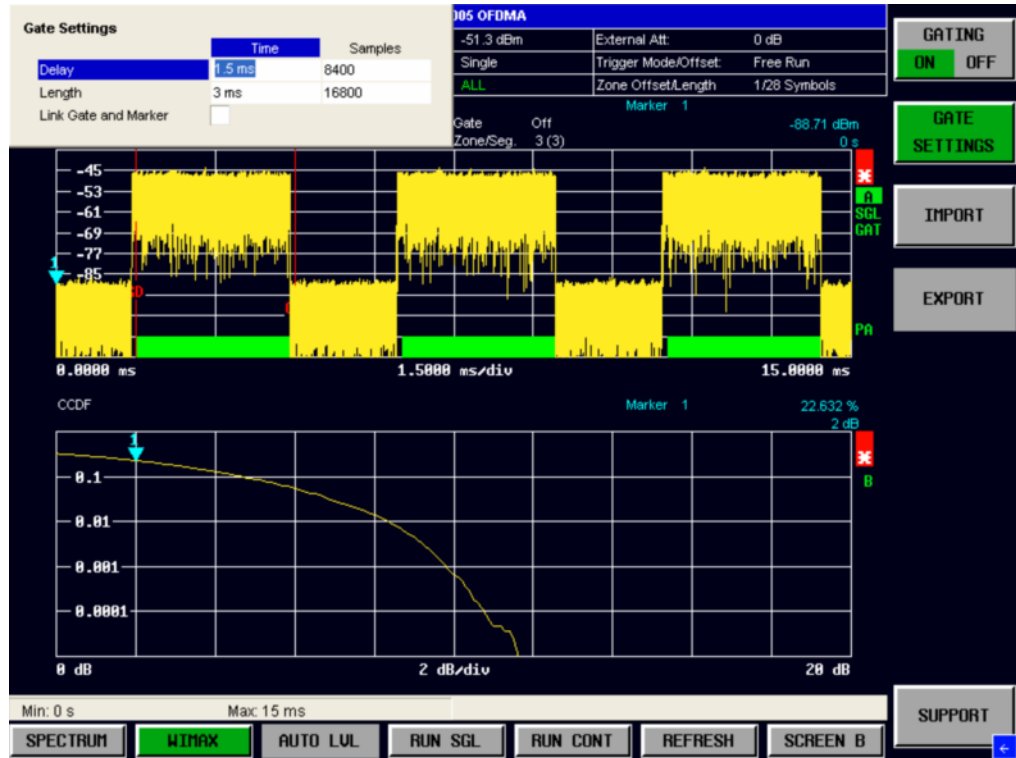 Gate Settings
Time Samples
Delay 1.5 ms 8400
Length 3 ms 16800
Link Gate and Marker
005 OFDMA
-51.3 dBm External Att: 0 dB
Single Trigger Mode/Offset: Free Run
ALL Zone Offset/Length 1/28 Symbols
Marker 1
Gate Off -88.71 dBm
Zone/Seg. 3 (3) 0 s
-45
-53
-61
-69
-77
-85
1
GD
A
SGL
GAT
PA
0.0000 ms 1.5000 ms/div 15.0000 ms
CCDF Marker 1 22.632 %
2 dB
1
B
0.1
0.01
0.001
0.0001
0 dB 2 dB/div 20 dB
Min: 0 s Max: 15 ms
SPECTRUM WIMAX AUTO LVL RUN SGL RUN CONT REFRESH SCREEN B
GATING
ON OFF
GATE
SETTINGS
IMPORT
EXPORT
SUPPORT